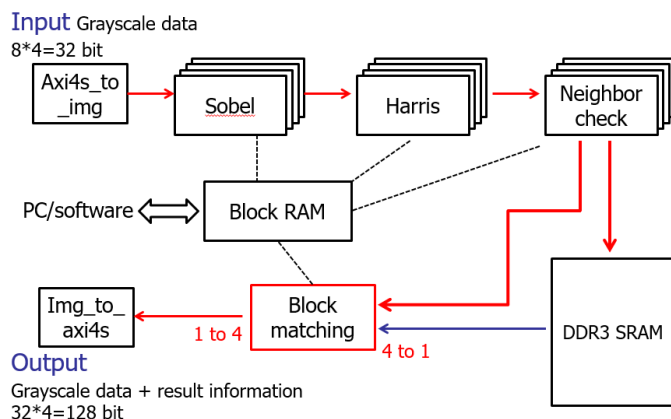 Input Grayscale data
8*4=32 bit
Axi4s_to
_img
Sobel
Harris
Neighbor
check
PC/software
Block RAM
Img_to_
axi4s
1 to 4
Block
matching
4 to 1
DDR3 SRAM
Output
Grayscale data + result information
32*4=128 bit